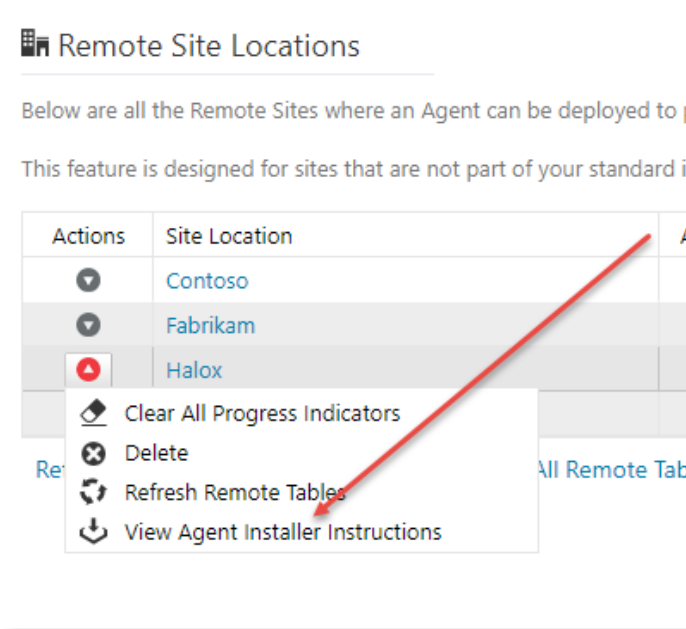 Remote Site Locations
Below are all the Remote Sites where an Agent can be deployed to
This feature is designed for sites that are not part of your standard
Actions Site Location
Contoso
Fabrikam
Halox
Clear All Progress Indicators
Delete
All Remote
Refresh Remote Tables
View Agent Installer Instructions